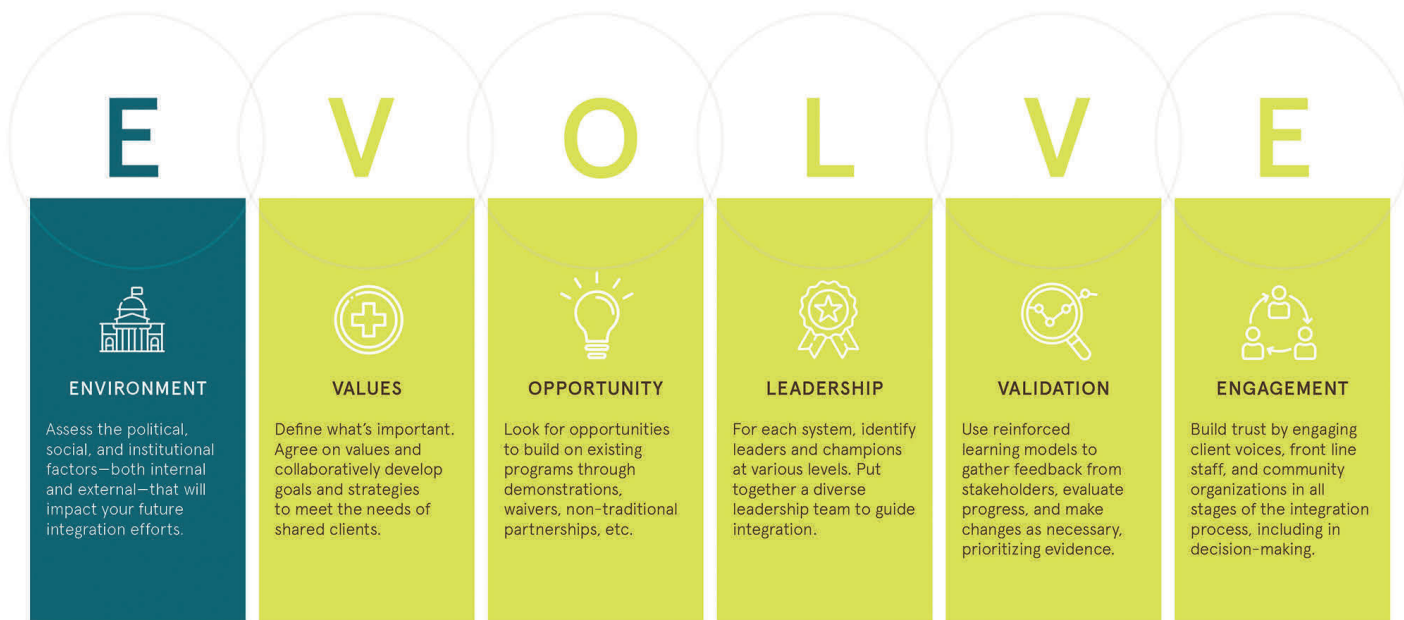 E
V
O
L
V
E
ENVIRONMENT
Assess the political,
social, and institutional
factors—both internal
and external—that will
impact your future
integration efforts.
VALUES
Define what's important.
Agree on values and
collaboratively develop
goals and strategies
to meet the needs of
shared clients.
OPPORTUNITY
Look for opportunities
to build on existing
programs through
demonstrations,
waivers, non-traditional
partnerships, etc.
LEADERSHIP
For each system, identify
leaders and champions
at various levels. Put
together a diverse
leadership team to guide
integration.
VALIDATION
Use reinforced
learning models to
gather feedback from
stakeholders, evaluate
progress, and make
changes as necessary,
prioritizing evidence.
ENGAGEMENT
Build trust by engaging
client voices, front line
staff, and community
organizations in all
stages of the integration
process, including in
decision-making.